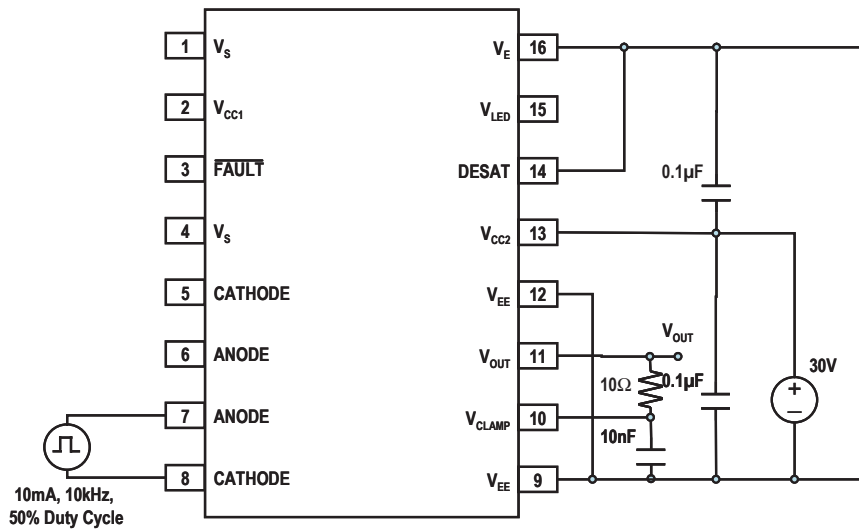 1 V_S
2 V_CC1
3 FAULT
4 V_S
5 CATHODE
6 ANODE
7 ANODE
8 CATHODE
V_E 16
V_LED 15
DESAT 14
V_CC2 13
V_EE 12
V_OUT 11
V_CLAMP 10
V_EE 9
0.1µF
V_OUT
10Ω
0.1µF
10nF
30V
+
–
10mA, 10kHz,
50% Duty Cycle